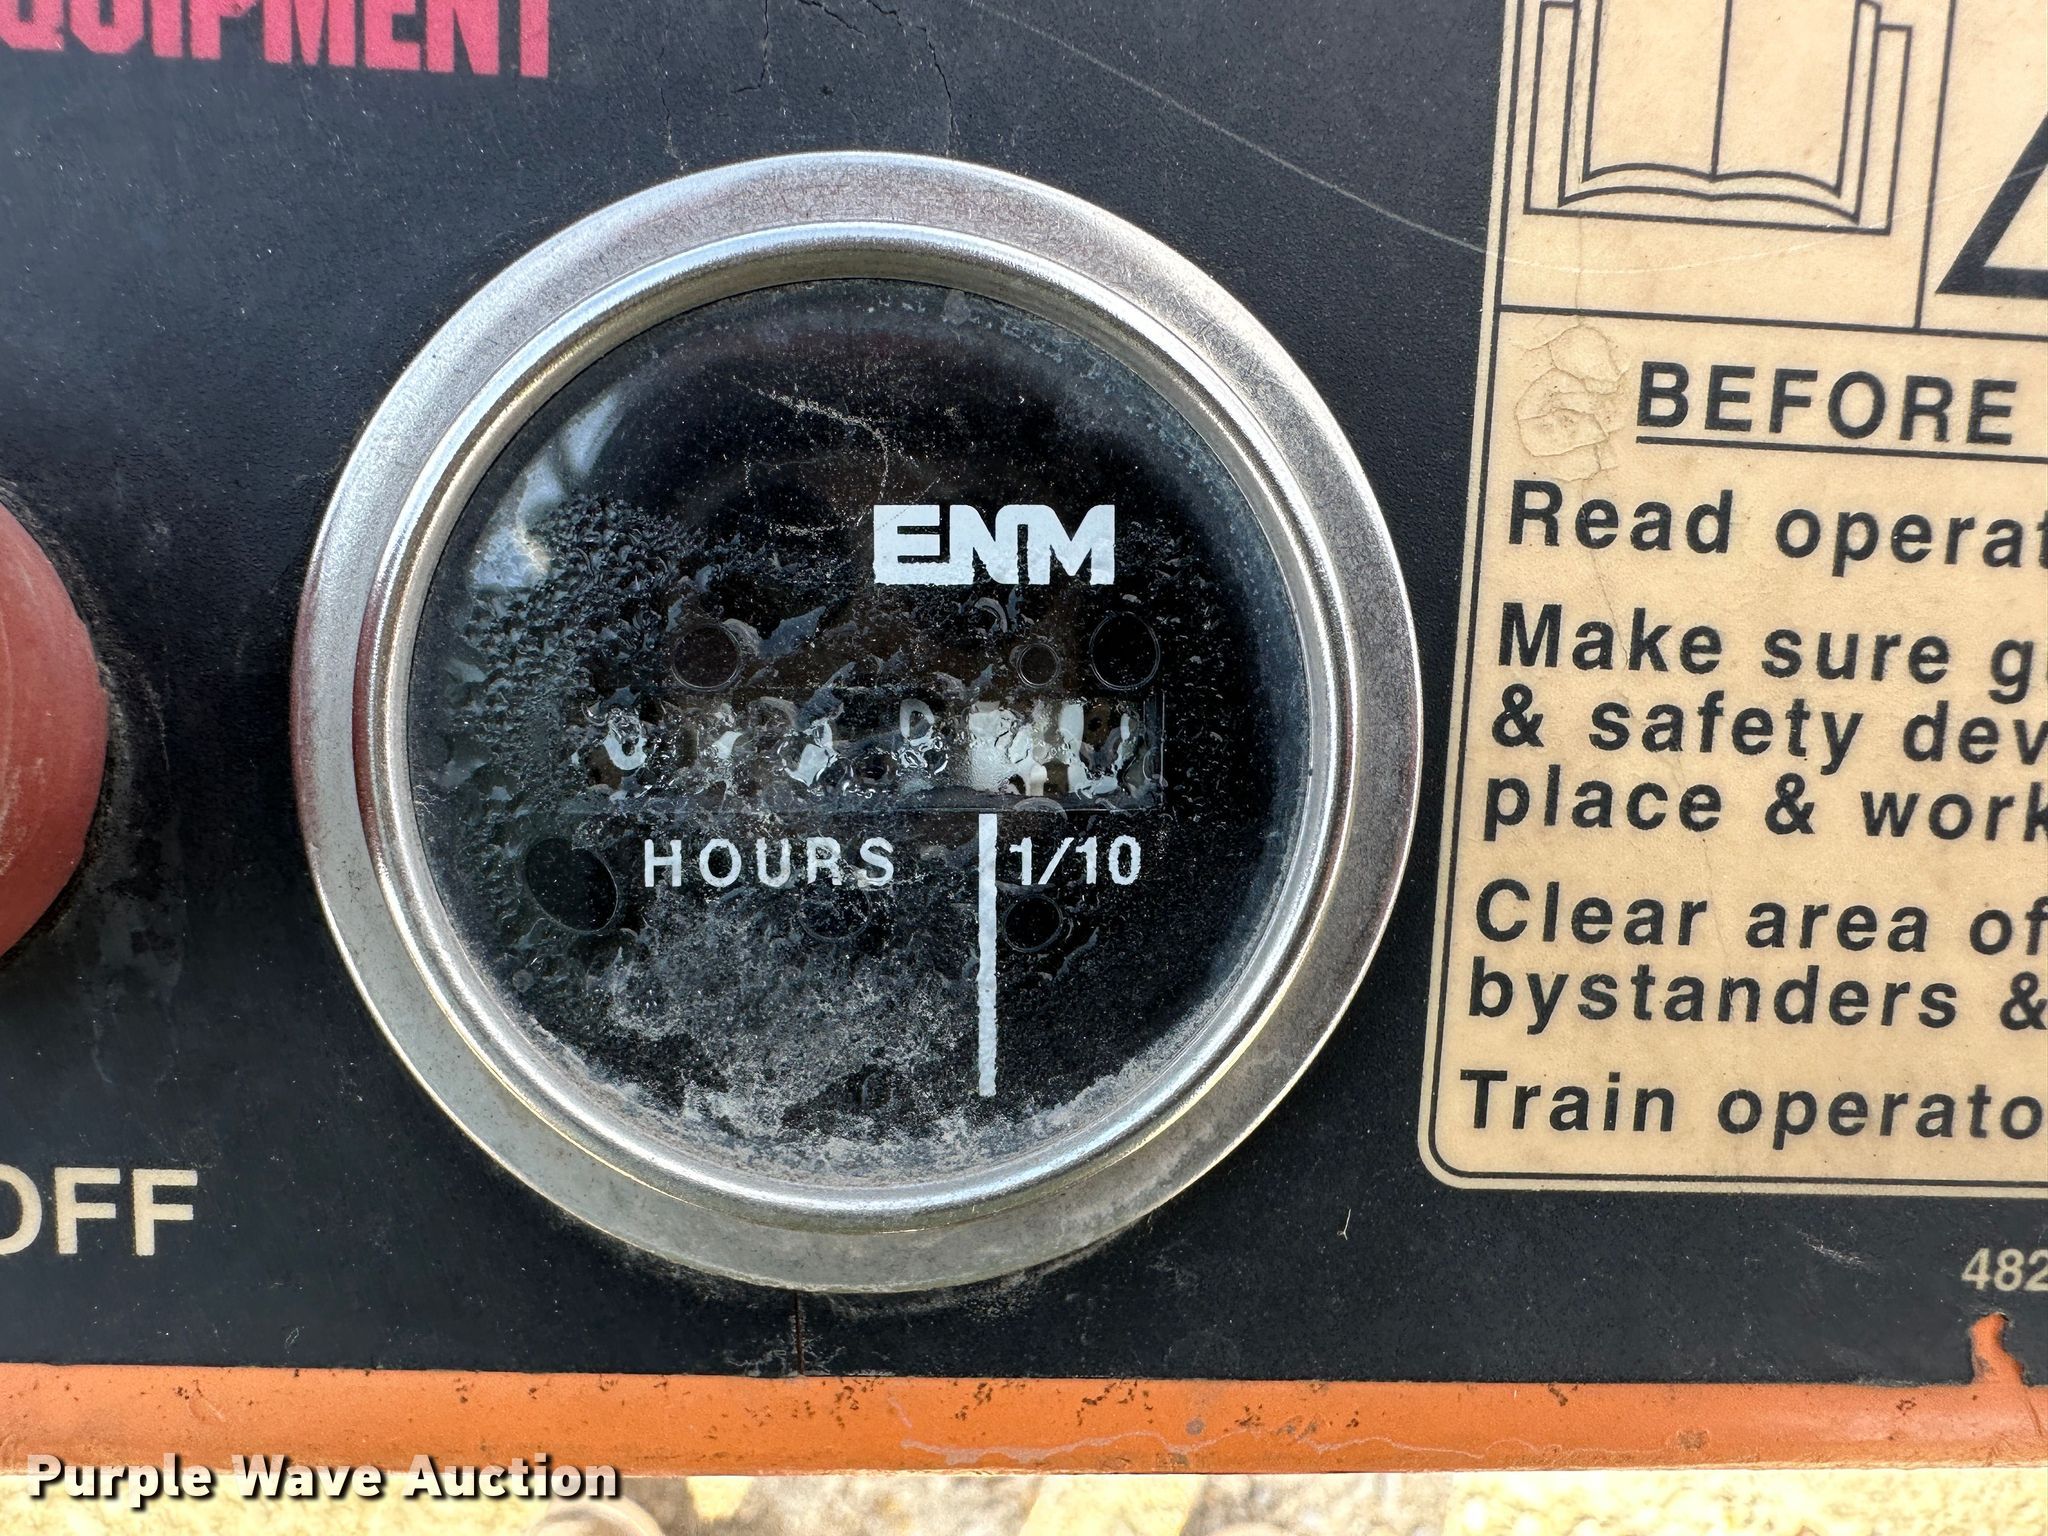 QUIPMENT
ENM
HOURS
1/10
OFF
BEFORE
Read operat
Make sure g
& safety dev
place & work
Clear area of
bystanders &
Train operato
482
Purple Wave Auction